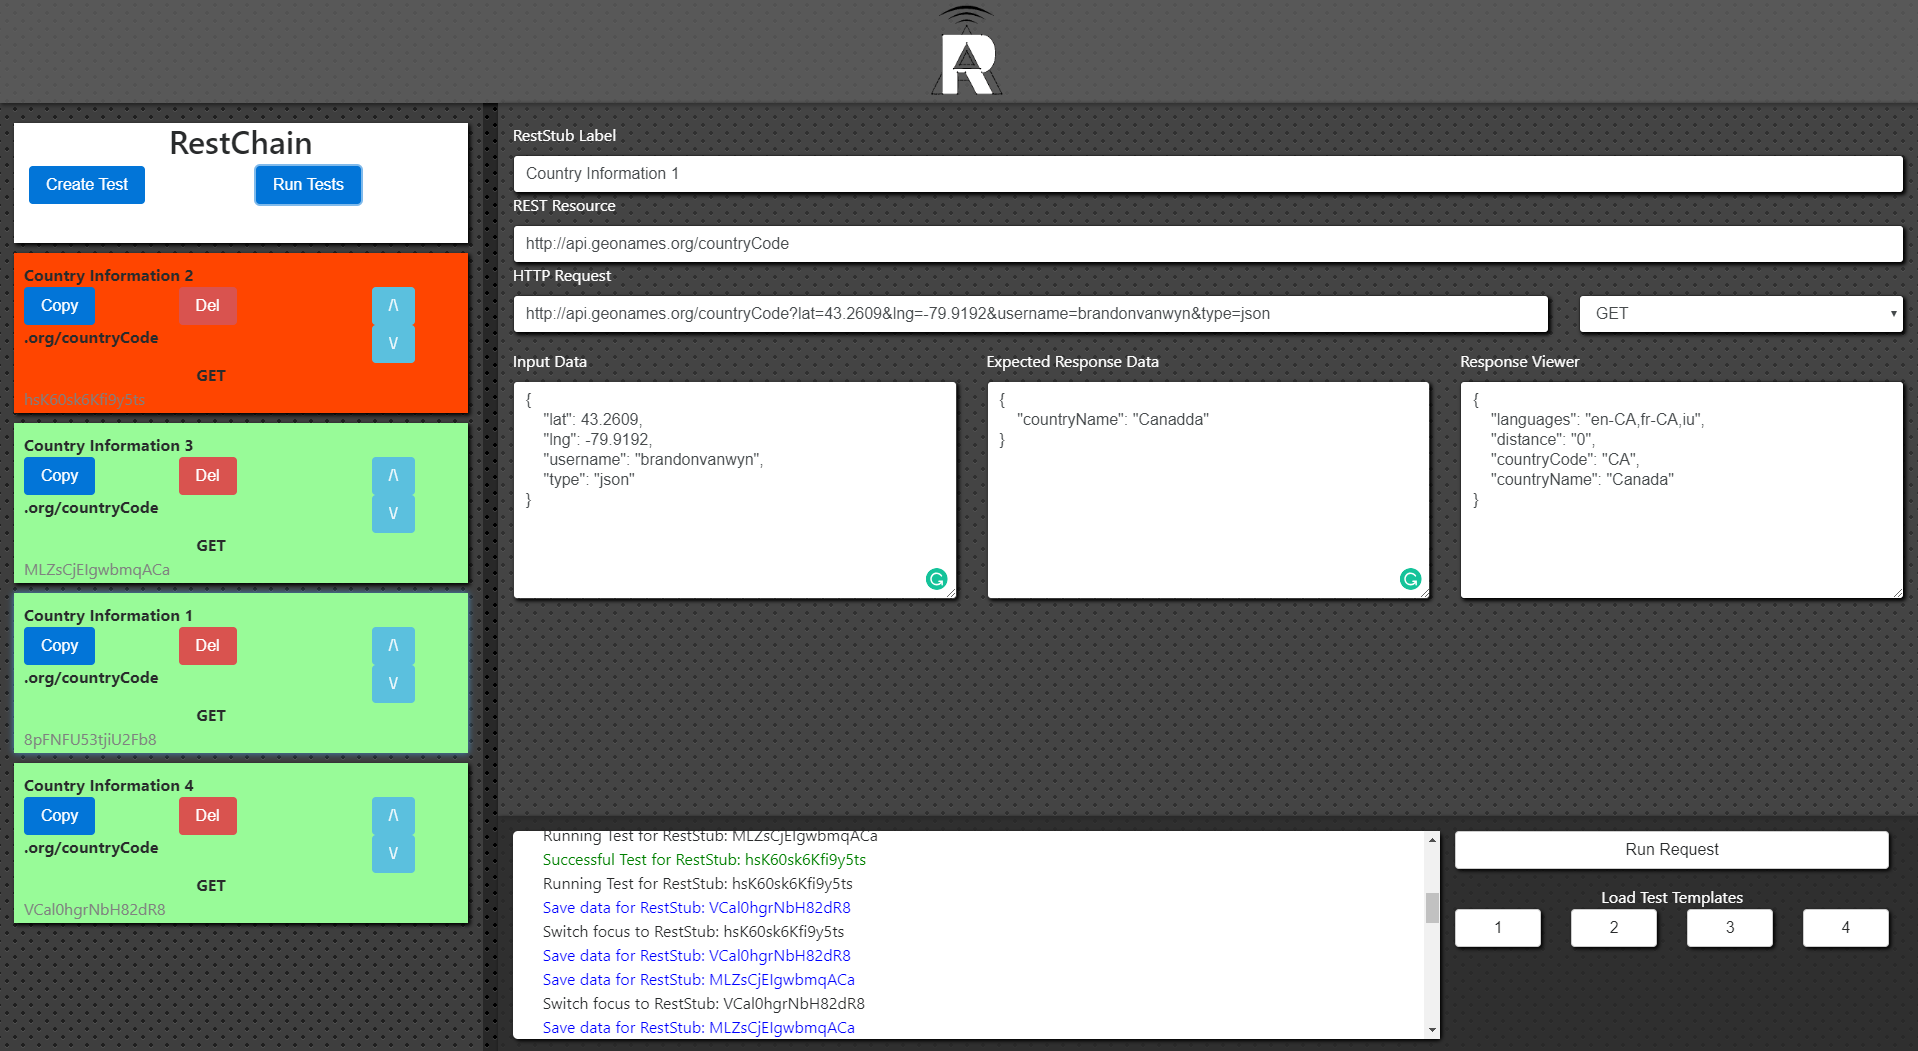 R
RestChain
Create Test
Run Tests
Country Information 2
Copy
Del
/\
.org/countryCode
\/
GET
hsK60sk6Kfi9y5ts
Country Information 3
Copy
Del
/\
.org/countryCode
\/
GET
MLZsCjEIgwbmqACa
Country Information 1
Copy
Del
/\
.org/countryCode
\/
GET
8pFNFU53tjiU2Fb8
Country Information 4
Copy
Del
/\
.org/countryCode
\/
GET
VCal0hgrNbH82dR8
RestStub Label
Country Information 1
REST Resource
http://api.geonames.org/countryCode
HTTP Request
http://api.geonames.org/countryCode?lat=43.2609&lng=-79.9192&username=brandonvanwyn&type=json
GET
Input Data
{
"lat": 43.2609,
"lng": -79.9192,
"username": "brandonvanwyn",
"type": "json"
}
Expected Response Data
{
"countryName": "Canadda"
}
Response Viewer
{
"languages": "en-CA,fr-CA,iu",
"distance": "0",
"countryCode": "CA",
"countryName": "Canada"
}
Running Test for RestStub: MLZsCjEIgwbmqACa
Successful Test for RestStub: hsK60sk6Kfi9y5ts
Running Test for RestStub: hsK60sk6Kfi9y5ts
Save data for RestStub: VCal0hgrNbH82dR8
Switch focus to RestStub: hsK60sk6Kfi9y5ts
Save data for RestStub: VCal0hgrNbH82dR8
Save data for RestStub: MLZsCjEIgwbmqACa
Switch focus to RestStub: VCal0hgrNbH82dR8
Save data for RestStub: MLZsCjEIgwbmqACa
Run Request
Load Test Templates
1
2
3
4